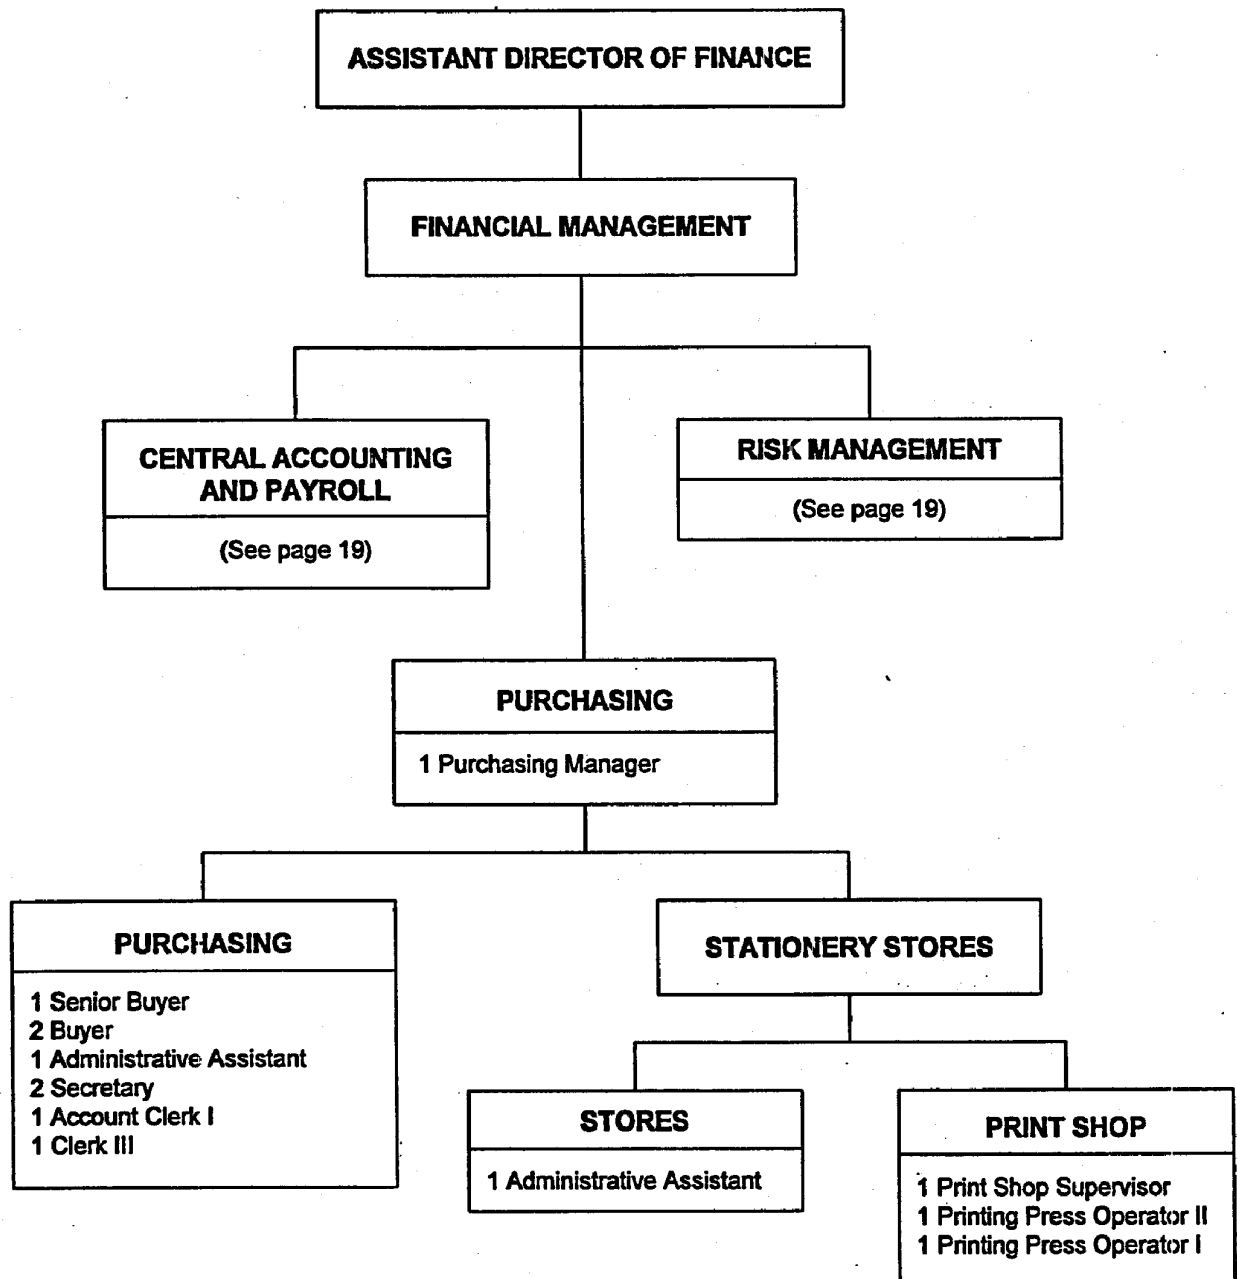 ASSISTANT DIRECTOR OF FINANCE
FINANCIAL MANAGEMENT
CENTRAL ACCOUNTING
AND PAYROLL
(See page 19)
RISK MANAGEMENT
(See page 19)
PURCHASING
1 Purchasing Manager
PURCHASING
1 Senior Buyer
2 Buyer
1 Administrative Assistant
2 Secretary
1 Account Clerk I
1 Clerk III
STATIONERY STORES
STORES
1 Administrative Assistant
PRINT SHOP
1 Print Shop Supervisor
1 Printing Press Operator II
1 Printing Press Operator I